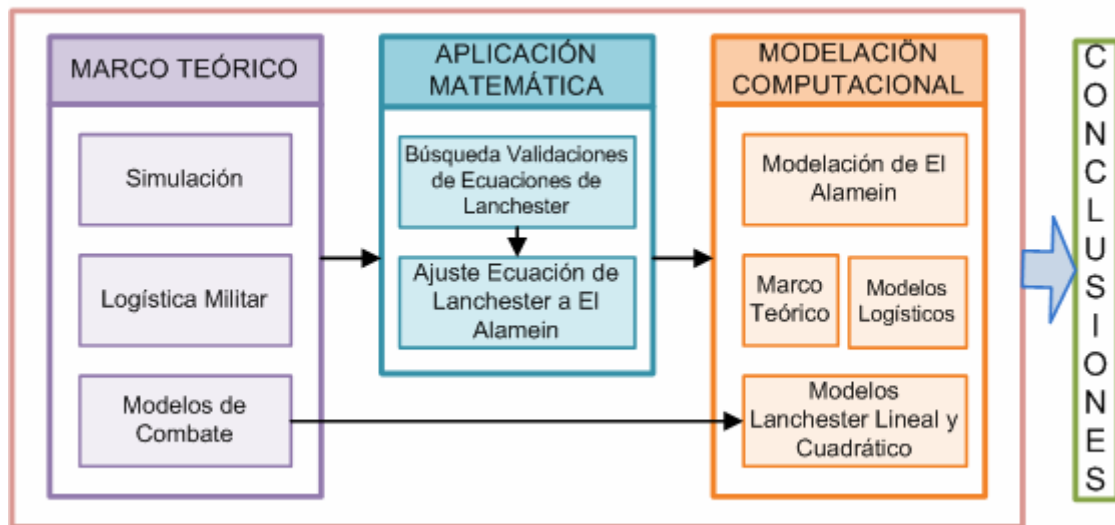 MARCO TEÓRICO
Simulación
Logística Militar
Modelos de
Combate
APLICACIÓN
MATEMÁTICA
Búsqueda Validaciones
de Ecuaciones de
Lanchester
Ajuste Ecuación de
Lanchester a El
Alamein
MODELACIÖN
COMPUTACIONAL
Modelación de El
Alamein
Marco
Teórico
Modelos
Logísticos
Modelos
Lanchester Lineal y
Cuadrático
CONCLUSIONES